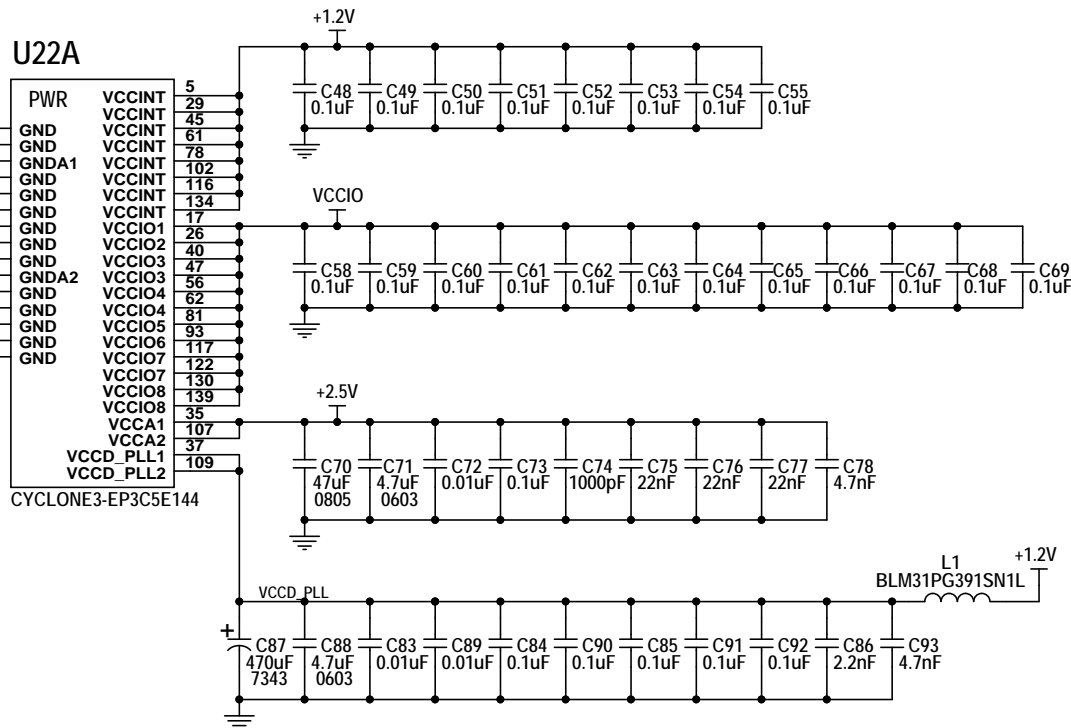 +1.2V
U22A
PWR
GND
GND
GNDA1
GND
GND
GND
GND
GND
GND
GNDA2
GND
GND
GND
GND
GND
VCCINT 5
VCCINT 29
VCCINT 45
VCCINT 61
VCCINT 78
VCCINT 102
VCCINT 116
VCCINT 134
VCCIO1 17
VCCIO2 26
VCCIO3 40
VCCIO3 47
VCCIO4 56
VCCIO4 62
VCCIO5 81
VCCIO6 93
VCCIO7 117
VCCIO7 122
VCCIO8 130
VCCIO8 139
VCCA1 35
VCCA2 107
VCCD_PLL1 37
VCCD_PLL2 109
CYCLONE3-EP3C5E144
C48 C49 C50 C51 C52 C53 C54 C55
0.1uF 0.1uF 0.1uF 0.1uF 0.1uF 0.1uF 0.1uF 0.1uF
VCCIO
C58 C59 C60 C61 C62 C63 C64 C65 C66 C67 C68 C69
0.1uF 0.1uF 0.1uF 0.1uF 0.1uF 0.1uF 0.1uF 0.1uF 0.1uF 0.1uF 0.1uF 0.1uF
+2.5V
C70 C71 C72 C73 C74 C75 C76 C77 C78
47uF 4.7uF 0.01uF 0.1uF 1000pF 22nF 22nF 22nF 4.7nF
0805 0603
L1
BLM31PG391SN1L
+1.2V
VCCD_PLL
+
C87 C88 C83 C89 C84 C90 C85 C91 C92 C86 C93
470uF 4.7uF 0.01uF 0.01uF 0.1uF 0.1uF 0.1uF 0.1uF 0.1uF 2.2nF 4.7nF
7343 0603